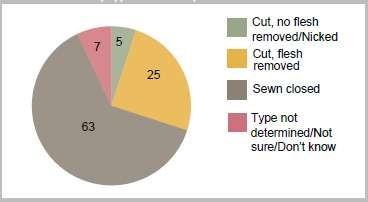 7
5
25
63
Cut, no flesh
removed/Nicked
Cut, flesh
removed
Sewn closed
Type not
determined/Not
sure/Don't know